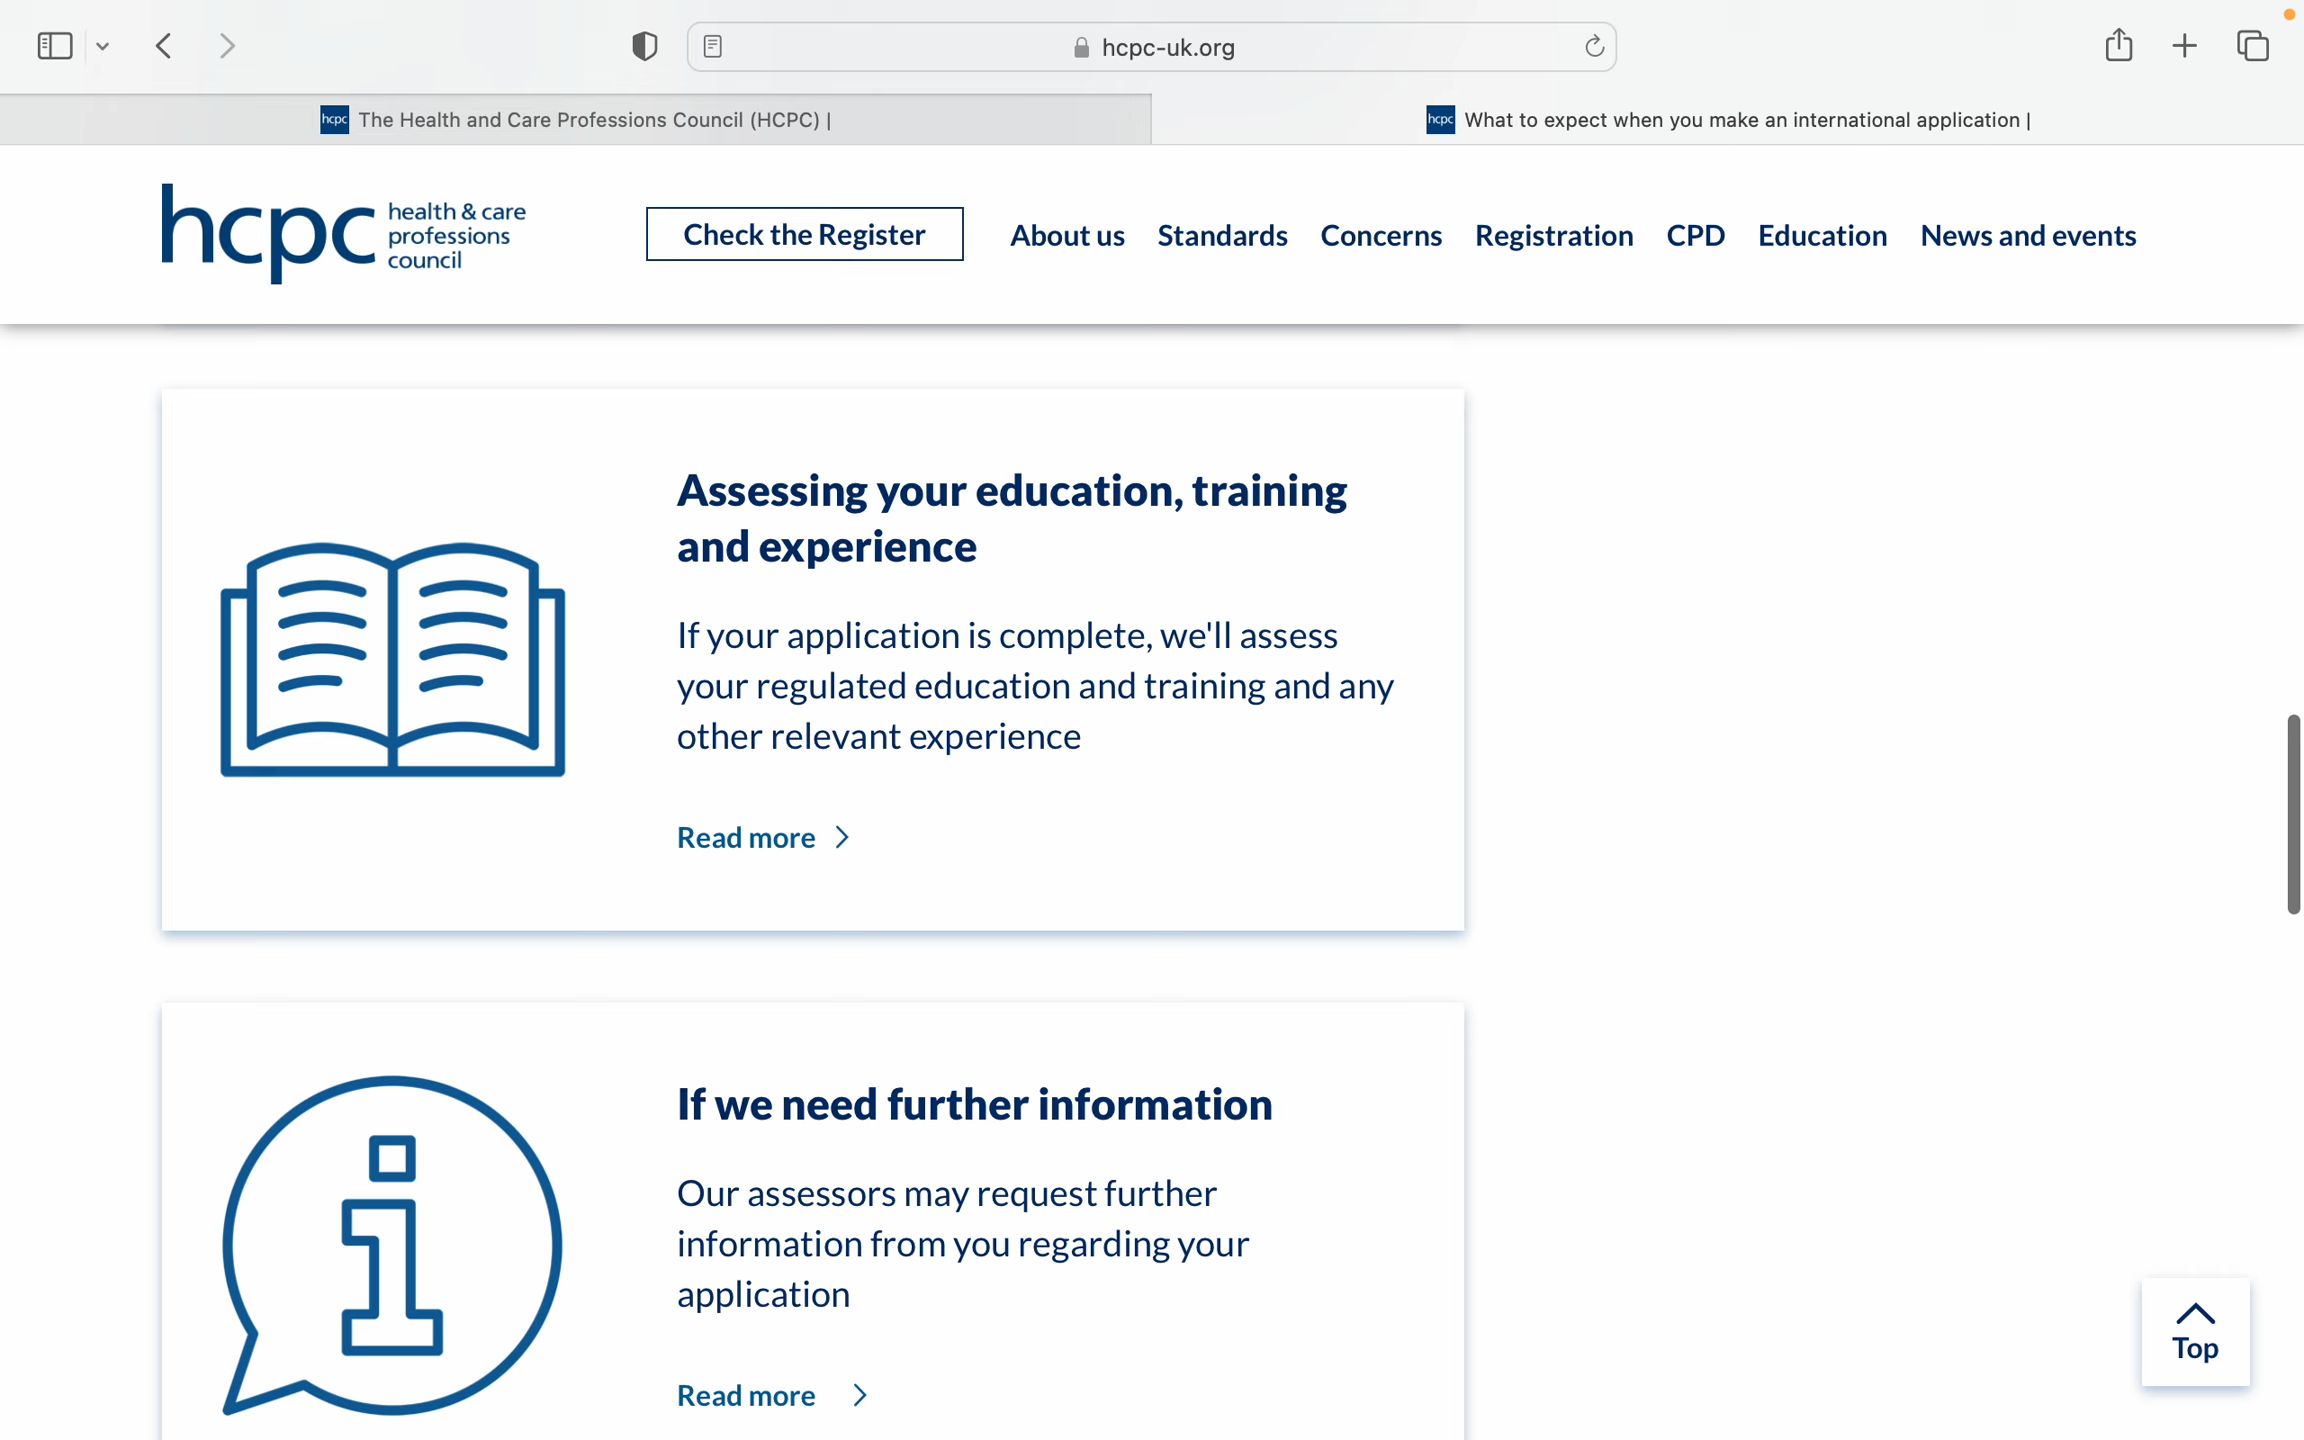 hcpc-uk.org
hcpc The Health and Care Professions Council (HCPC) |
hcpc What to expect when you make an international application |
hcpc health & care
professions
council
Check the Register
About us
Standards
Concerns
Registration
CPD
Education
News and events
Assessing your education, training
and experience
If your application is complete, we'll assess
your regulated education and training and any
other relevant experience
Read more
If we need further information
Our assessors may request further
information from you regarding your
application
Read more
Top